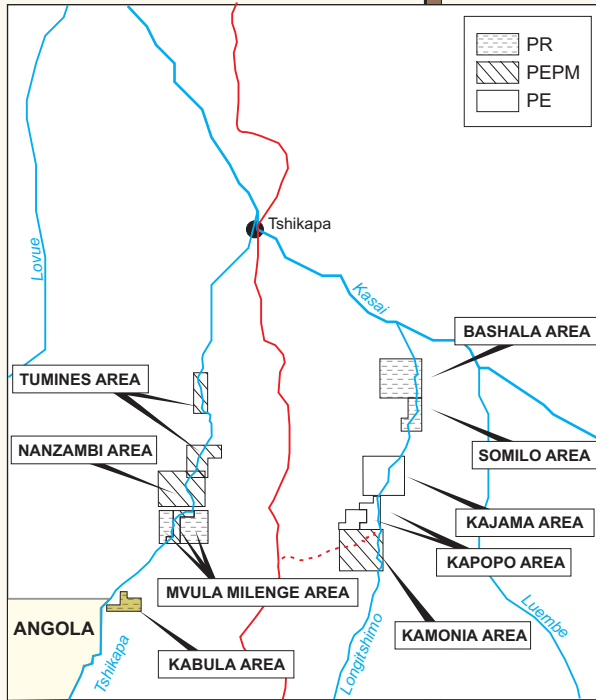 PR
PEPM
PE
Tshikapa
Lovue
Kasai
BASHALA AREA
TUMINES AREA
NANZAMBI AREA
SOMILO AREA
KAJAMA AREA
KAPOPO AREA
MVULA MILENGE AREA
KAMONIA AREA
ANGOLA
KABULA AREA
Tshikapa
Longitshimo
Luembe